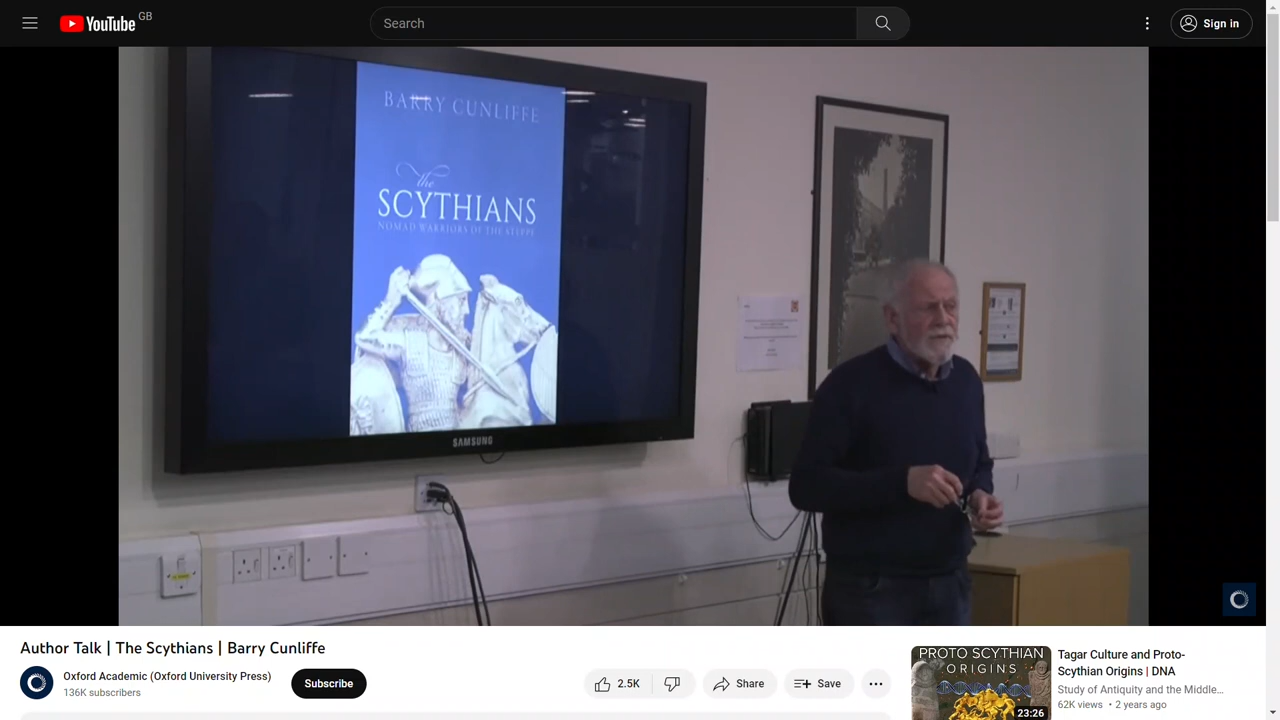 YouTube GB
Search
Sign in
BARRY CUNLIFFE
the
SCYTHIANS
NOMAD WARRIORS OF THE STEPPE
SAMSUNG
Author Talk | The Scythians | Barry Cunliffe
Oxford Academic (Oxford University Press)
136K subscribers
Subscribe
2.5K
Share
Save
PROTO SCYTHIAN
ORIGINS
23:26
Tagar Culture and Proto-
Scythian Origins | DNA
Study of Antiquity and the Middle...
62K views • 2 years ago